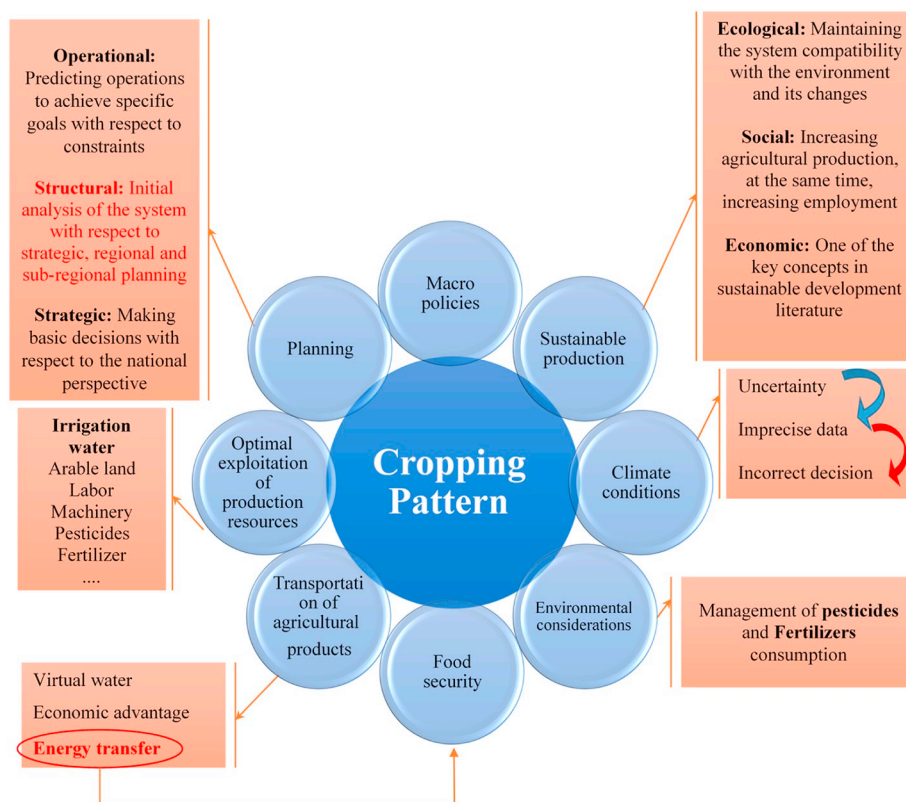 Operational:
Predicting operations
to achieve specific
goals with respect to
constraints
Structural: Initial
analysis of the system
with respect to
strategic, regional and
sub-regional planning
Strategic: Making
basic decisions with
respect to the national
perspective
Ecological: Maintaining
the system compatibility
with the environment
and its changes
Social: Increasing
agricultural production,
at the same time,
increasing employment
Economic: One of the
key concepts in
sustainable development
literature
Macro
policies
Planning
Sustainable
production
Uncertainty
Imprecise data
Incorrect decision
Irrigation
water
Arable land
Labor
Machinery
Pesticides
Fertilizer
....
Optimal
exploitation
of
production
resources
Cropping
Pattern
Climate
conditions
Transportati
on of
agricultural
products
Environmental
considerations
Management of pesticides
and Fertilizers
consumption
Food
security
Virtual water
Economic advantage
Energy transfer